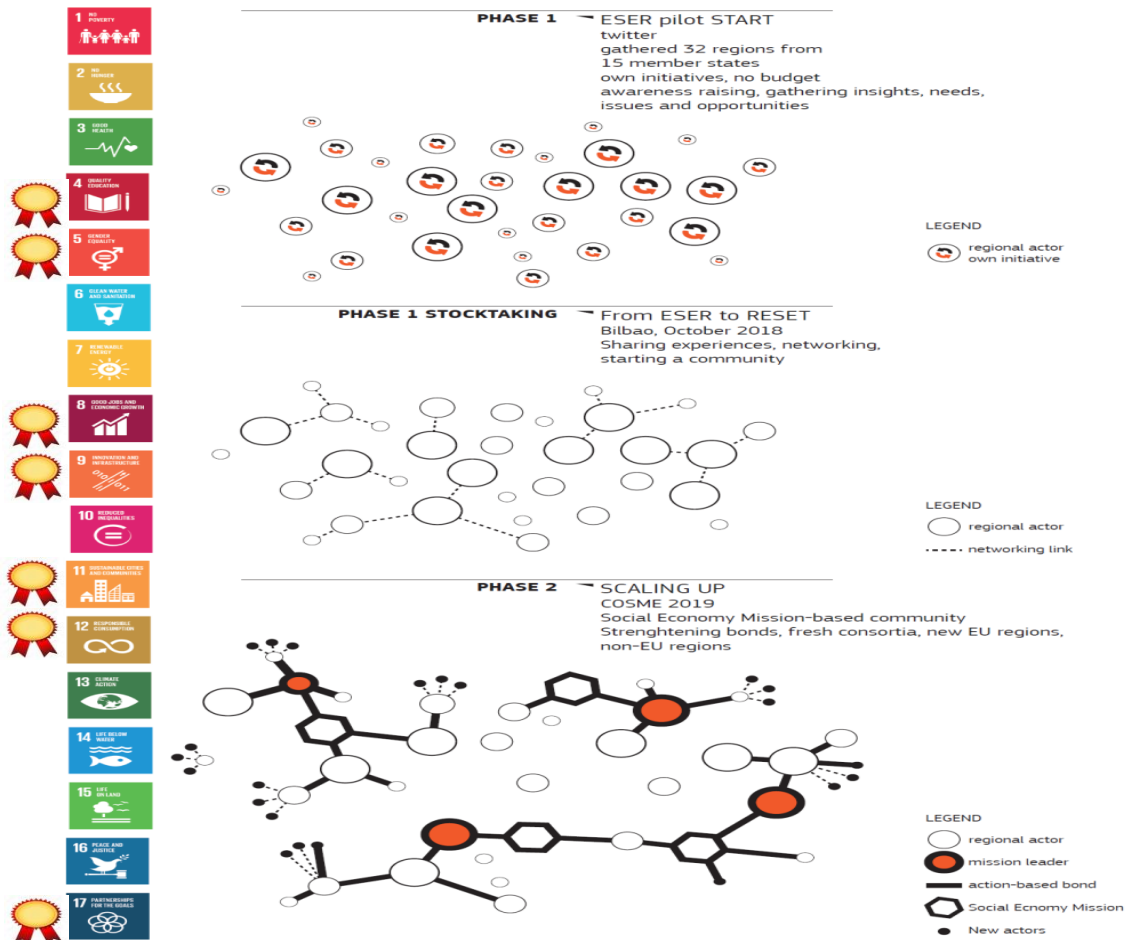 1 NO
POVERTY
2 NO
HUNGER
3 GOOD
HEALTH
4 QUALITY
EDUCATION
5 GENDER
EQUALITY
6 CLEAN WATER
AND SANITATION
7 RENEWABLE
ENERGY
8 GOOD JOBS AND
ECONOMIC GROWTH
9 INNOVATION AND
INFRASTRUCTURE
10 REDUCED
INEQUALITIES
11 SUSTAINABLE CITIES
AND COMMUNITIES
12 RESPONSIBLE
CONSUMPTION
13 CLIMATE
ACTION
14 LIFE BELOW
WATER
15 LIFE
ON LAND
16 PEACE AND
JUSTICE
17 PARTNERSHIPS
FOR THE GOALS
PHASE 1
ESER pilot START
twitter
gathered 32 regions from
15 member states
own initiatives, no budget
awareness raising, gathering insights, needs,
issues and opportunities
LEGEND
regional actor
own initiative
PHASE 1 STOCKTAKING
From ESER to RESET
Bilbao, October 2018
Sharing experiences, networking,
starting a community
LEGEND
regional actor
networking link
PHASE 2
SCALING UP
COSME 2019
Social Economy Mission-based community
Strenghtening bonds, fresh consortia, new EU regions,
non-EU regions
LEGEND
regional actor
mission leader
action-based bond
Social Ecnomy Mission
New actors